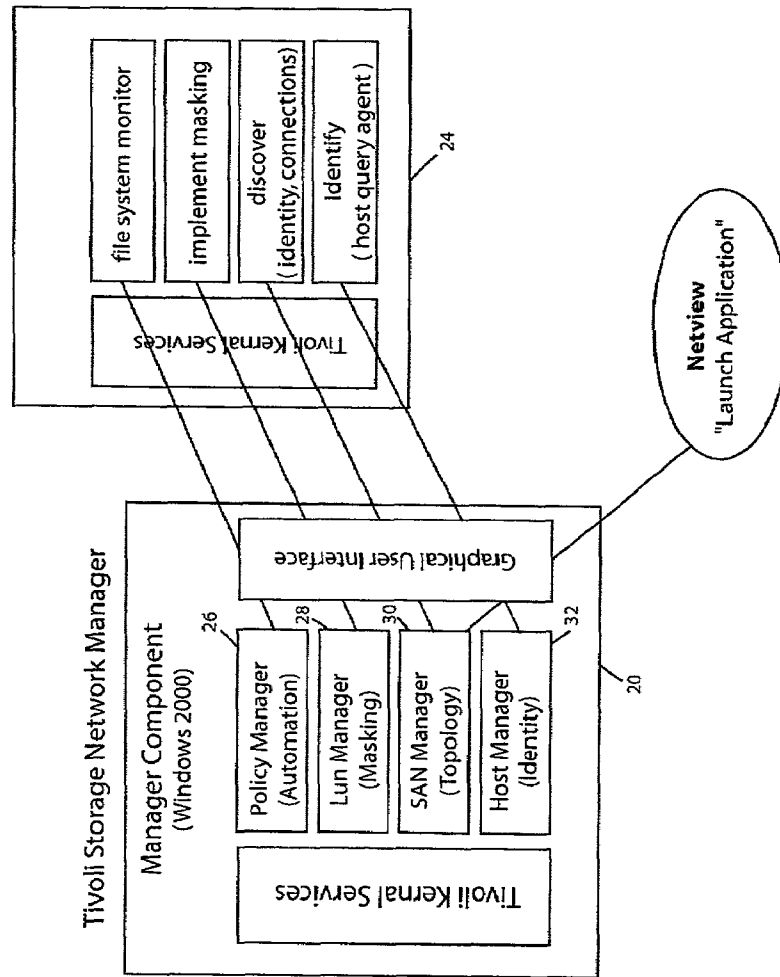 Tivoli Storage Network Manager
Manager Component
(Windows 2000)
Tivoli Kernal Services
Policy Manager
(Automation)
26
Lun Manager
(Masking)
28
SAN Manager
(Topology)
30
Host Manager
(Identity)
32
Graphical User Interface
20
Tivoli Kernal Services
file system monitor
implement masking
discover
(identity, connections)
Identify
(host query agent)
24
Netview
"Launch Application"